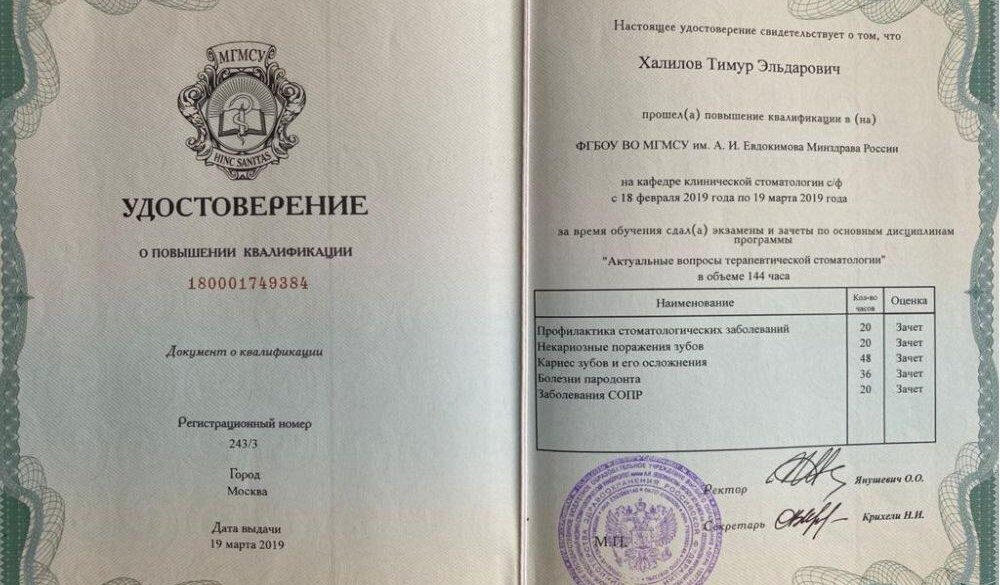 МГМСУ
HINC SANITAS
УДОСТОВЕРЕНИЕ
О ПОВЫШЕНИИ КВАЛИФИКАЦИИ
180001749384
Документ о квалификации
Регистрационный номер
243/3
Город
Москва
Дата выдачи
19 марта 2019
Настоящее удостоверение свидетельствует о том, что
Халилов Тимур Эльдарович
прошел(а) повышение квалификации в (на)
ФГБОУ ВО МГМСУ им. А. И. Евдокимова Минздрава России
на кафедре клинической стоматологии с/ф
с 18 февраля 2019 года по 19 марта 2019 года
за время обучения сдал(а) экзамены и зачеты по основным дисциплинам
программы
"Актуальные вопросы терапевтической стоматологии"
в объеме 144 часа
Наименование Кол-во часов Оценка
Профилактика стоматологических заболеваний 20 Зачет
Некариозные поражения зубов 20 Зачет
Кариес зубов и его осложнения 48 Зачет
Болезни пародонта 36 Зачет
Заболевания СОПР 20 Зачет
Ректор Янушевич О.О.
Секретарь Крихели Н.И.
М.П.